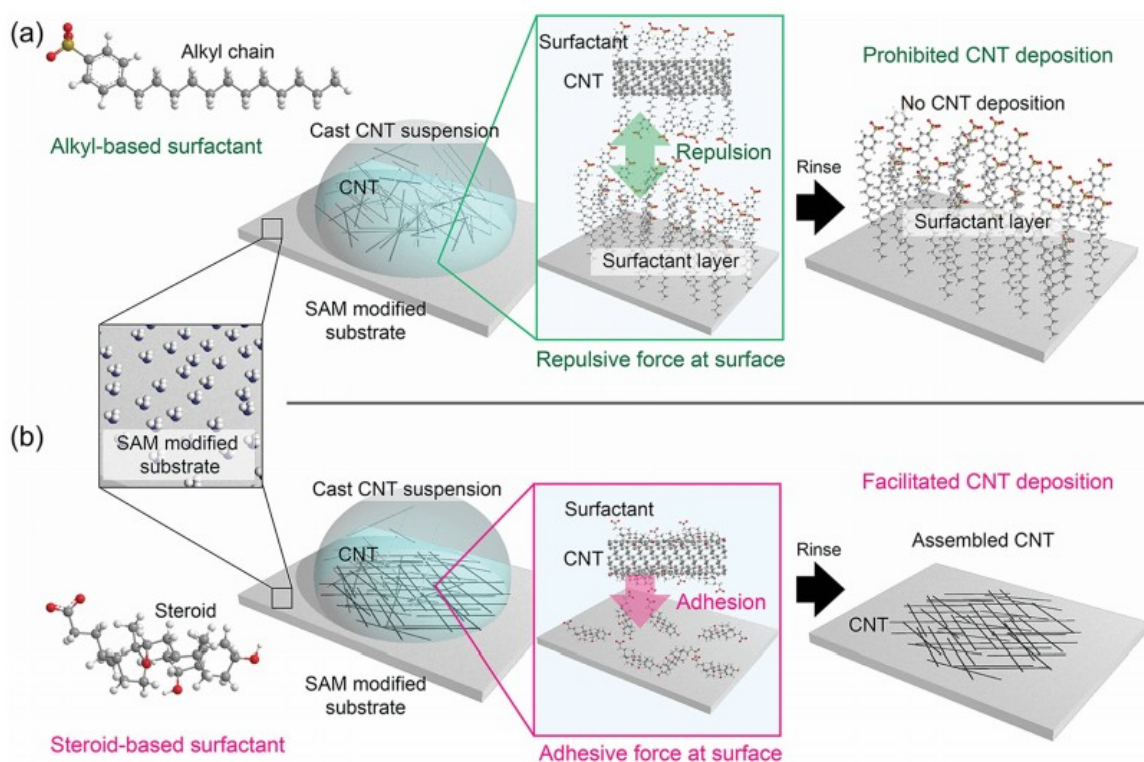 (a)
Alkyl chain
Alkyl-based surfactant
Cast CNT suspension
CNT
SAM modified
substrate
Surfactant
CNT
Repulsion
Surfactant layer
Repulsive force at surface
Rinse
Prohibited CNT deposition
No CNT deposition
Surfactant layer
SAM modified
substrate
(b)
Steroid
Steroid-based surfactant
Cast CNT suspension
CNT
SAM modified
substrate
Surfactant
CNT
Adhesion
Adhesive force at surface
Rinse
Facilitated CNT deposition
Assembled CNT
CNT